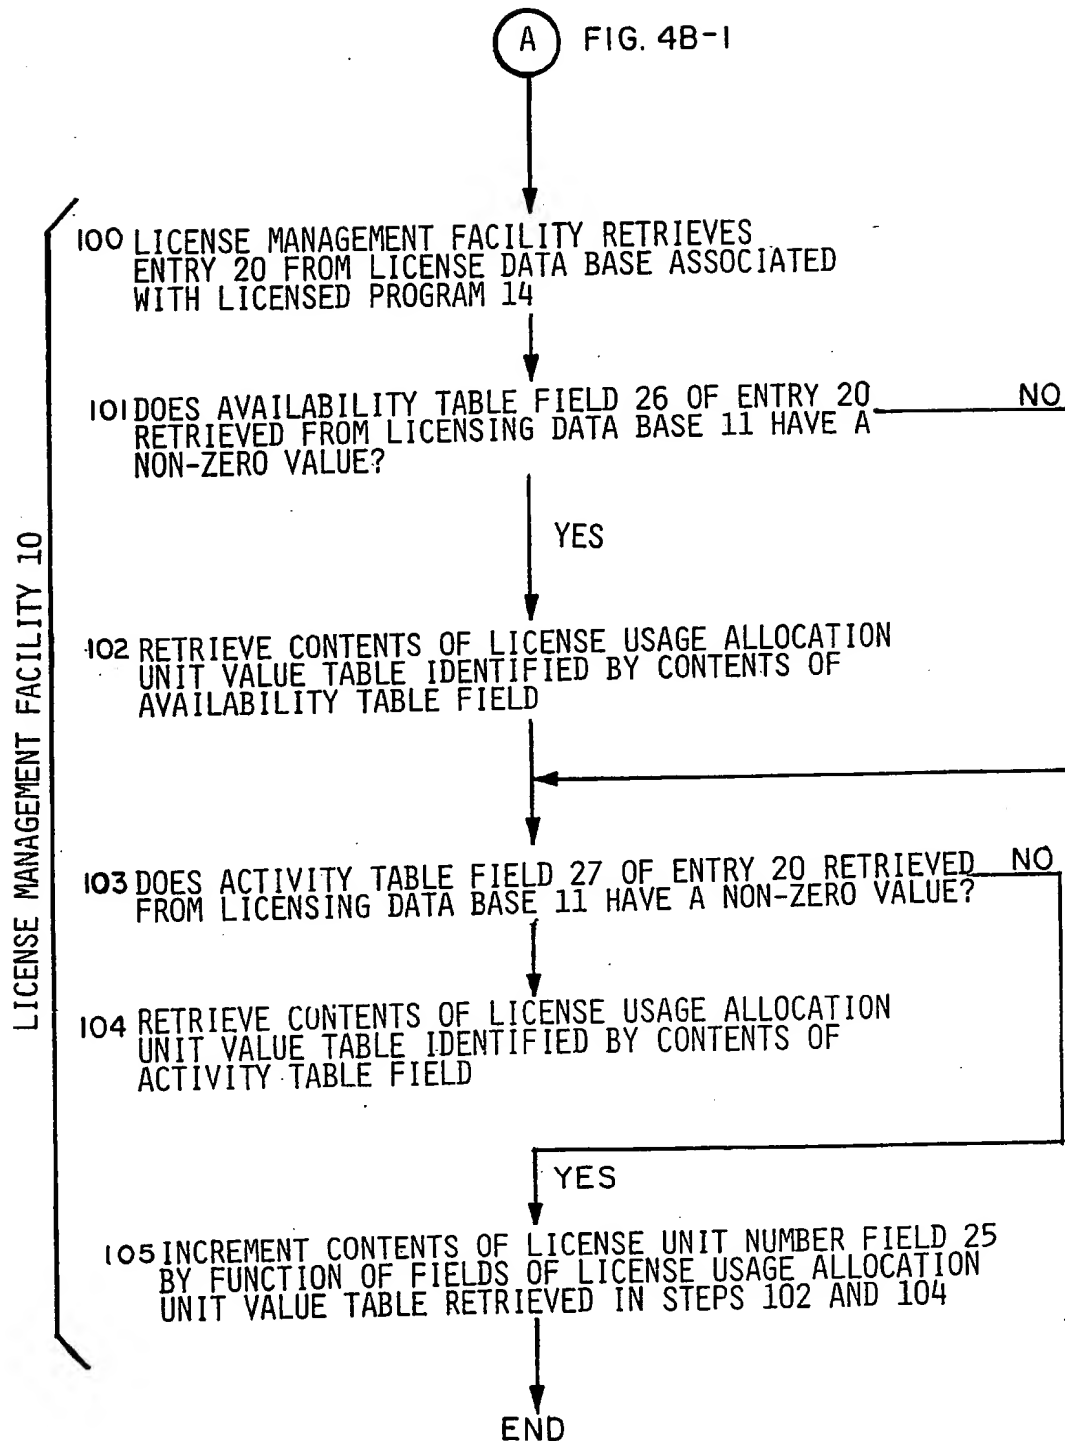 A FIG. 4B-1
100 LICENSE MANAGEMENT FACILITY RETRIEVES
ENTRY 20 FROM LICENSE DATA BASE ASSOCIATED
WITH LICENSED PROGRAM 14
101 DOES AVAILABILITY TABLE FIELD 26 OF ENTRY 20 NO
RETRIEVED FROM LICENSING DATA BASE 11 HAVE A
NON-ZERO VALUE?
YES
102 RETRIEVE CONTENTS OF LICENSE USAGE ALLOCATION
UNIT VALUE TABLE IDENTIFIED BY CONTENTS OF
AVAILABILITY TABLE FIELD
103 DOES ACTIVITY TABLE FIELD 27 OF ENTRY 20 RETRIEVED NO
FROM LICENSING DATA BASE 11 HAVE A NON-ZERO VALUE?
104 RETRIEVE CONTENTS OF LICENSE USAGE ALLOCATION
UNIT VALUE TABLE IDENTIFIED BY CONTENTS OF
ACTIVITY TABLE FIELD
YES
105 INCREMENT CONTENTS OF LICENSE UNIT NUMBER FIELD 25
BY FUNCTION OF FIELDS OF LICENSE USAGE ALLOCATION
UNIT VALUE TABLE RETRIEVED IN STEPS 102 AND 104
END
LICENSE MANAGEMENT FACILITY 10